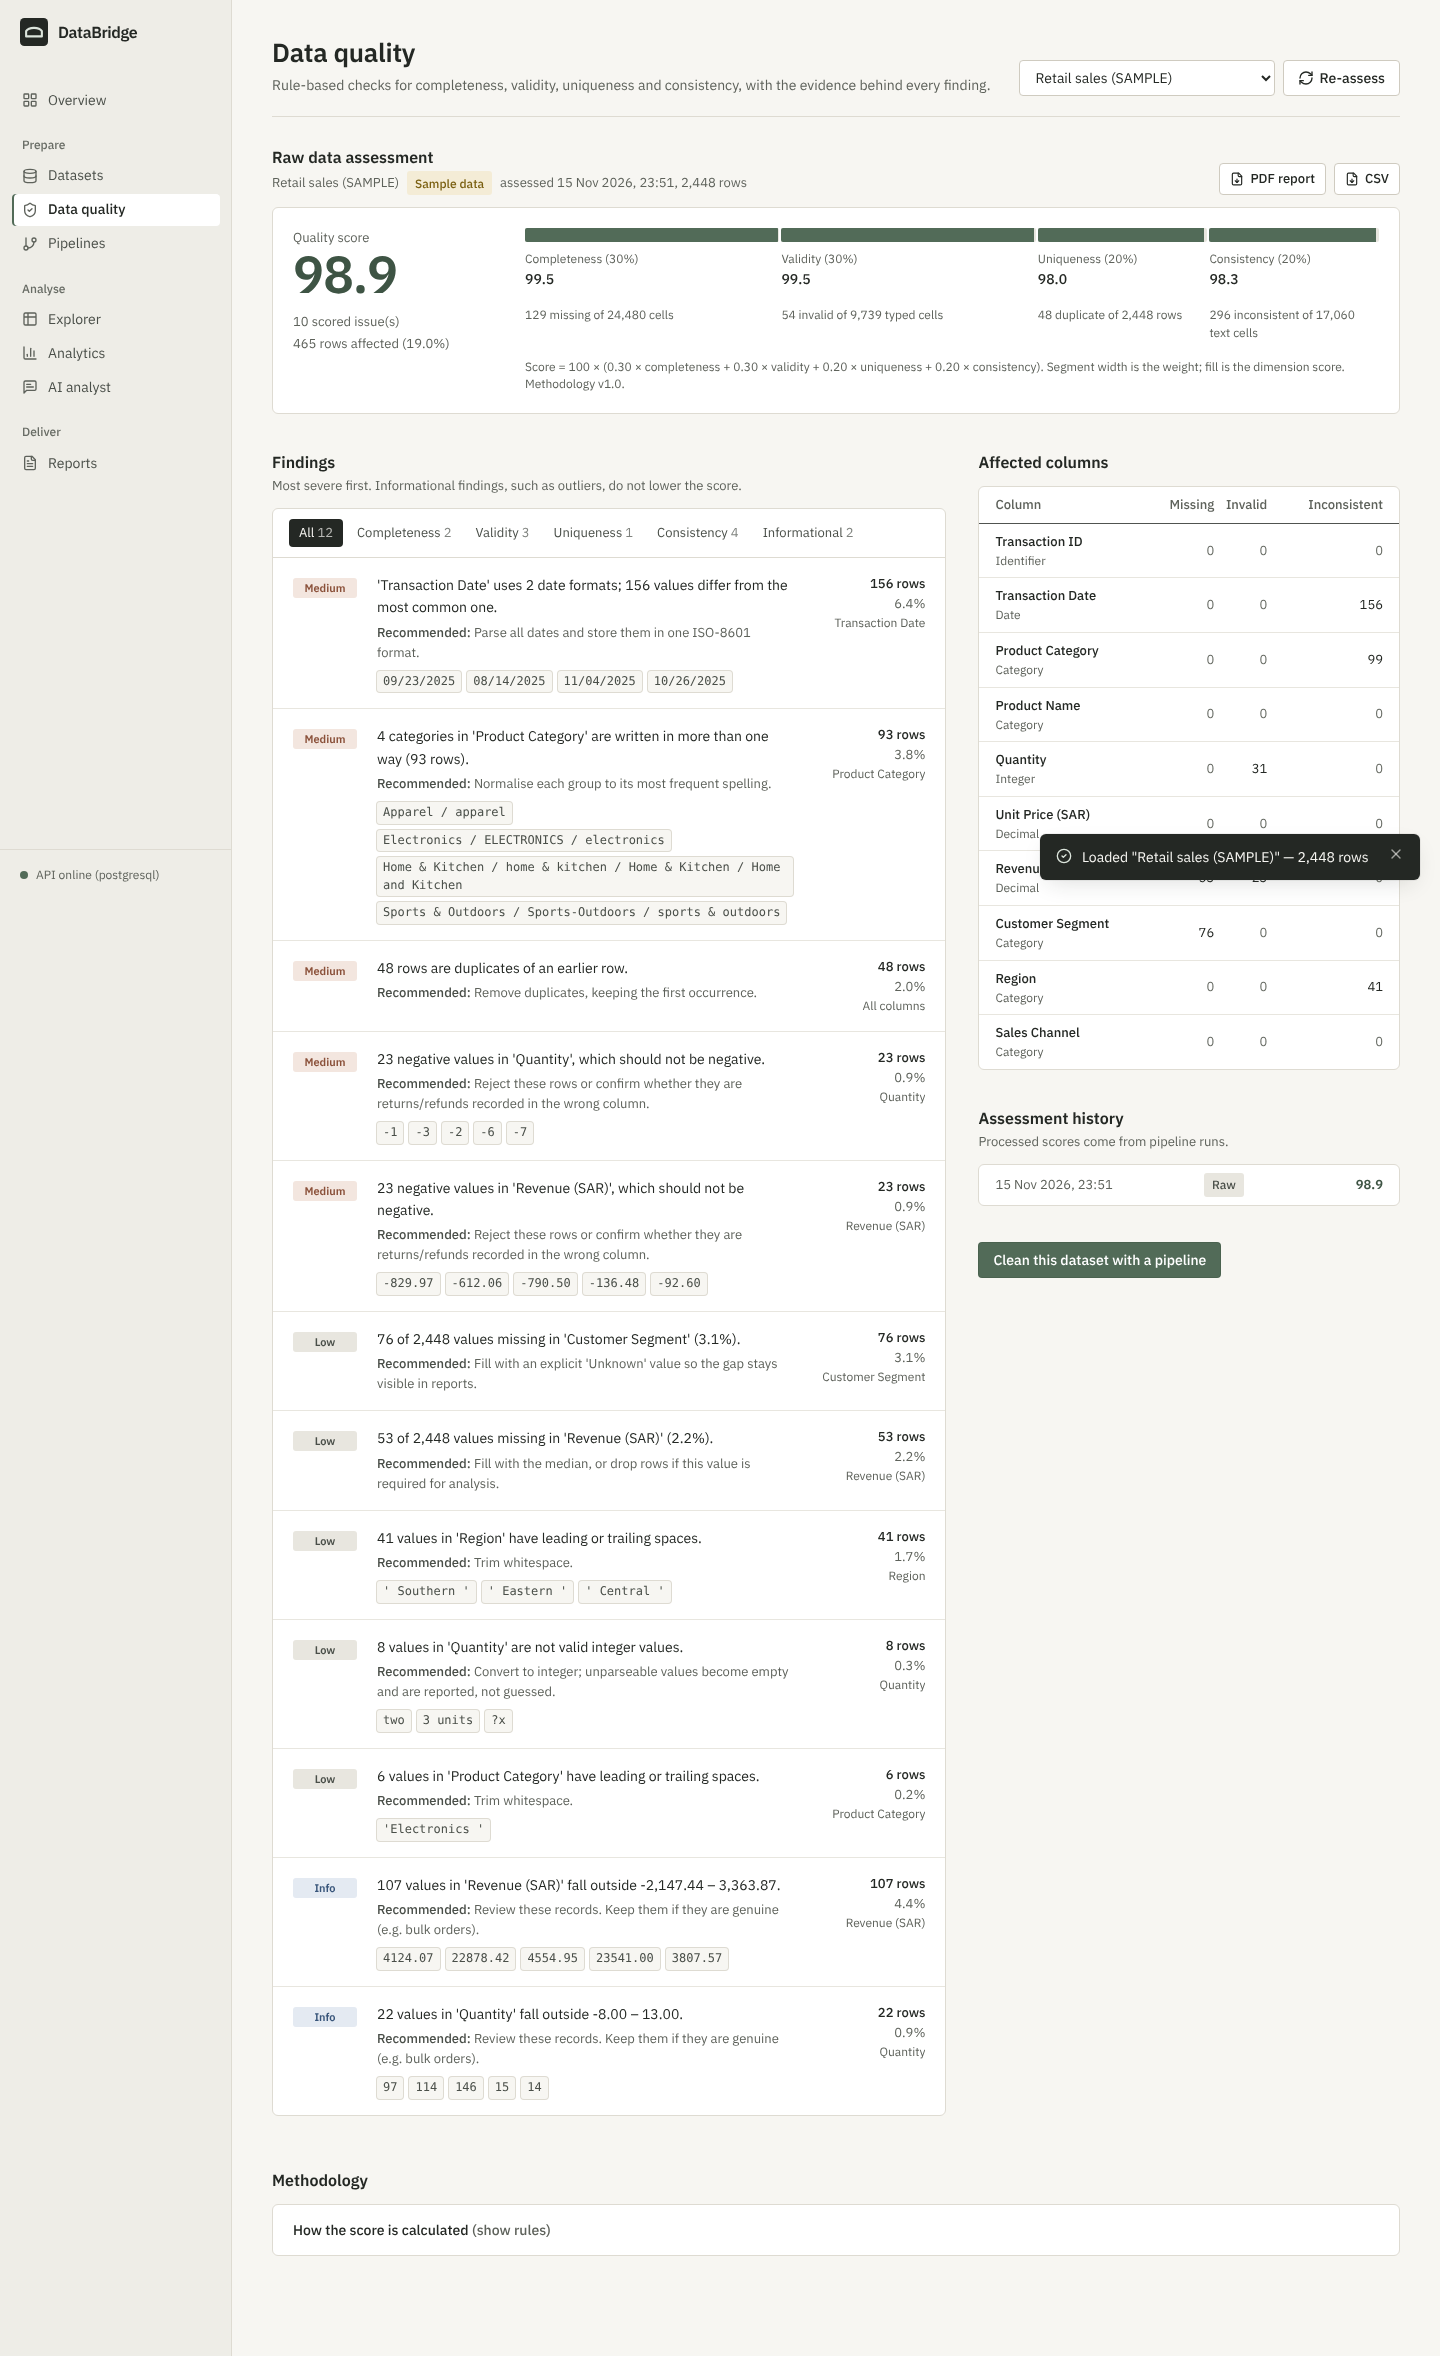 DataBridge
Overview
Prepare
Datasets
Data quality
Pipelines
Analyse
Explorer
Analytics
AI analyst
Deliver
Reports
API online (postgresql)
Data quality
Rule-based checks for completeness, validity, uniqueness and consistency, with the evidence behind every finding.
Retail sales (SAMPLE)
Re-assess
Raw data assessment
Retail sales (SAMPLE) Sample data assessed 15 Nov 2026, 23:51, 2,448 rows
PDF report
CSV
Quality score
98.9
10 scored issue(s)
465 rows affected (19.0%)
Completeness (30%)
99.5
129 missing of 24,480 cells
Validity (30%)
99.5
54 invalid of 9,739 typed cells
Uniqueness (20%)
98.0
48 duplicate of 2,448 rows
Consistency (20%)
98.3
296 inconsistent of 17,060
text cells
Score = 100 × (0.30 × completeness + 0.30 × validity + 0.20 × uniqueness + 0.20 × consistency). Segment width is the weight; fill is the dimension score.
Methodology v1.0.
Findings
Most severe first. Informational findings, such as outliers, do not lower the score.
All 12 Completeness 2 Validity 3 Uniqueness 1 Consistency 4 Informational 2
Medium
'Transaction Date' uses 2 date formats; 156 values differ from the
most common one.
Recommended: Parse all dates and store them in one ISO-8601
format.
09/23/2025 08/14/2025 11/04/2025 10/26/2025
156 rows
6.4%
Transaction Date
Medium
4 categories in 'Product Category' are written in more than one
way (93 rows).
Recommended: Normalise each group to its most frequent spelling.
Apparel / apparel
Electronics / ELECTRONICS / electronics
Home & Kitchen / home & kitchen / Home & Kitchen / Home
and Kitchen
Sports & Outdoors / Sports-Outdoors / sports & outdoors
93 rows
3.8%
Product Category
Medium
48 rows are duplicates of an earlier row.
Recommended: Remove duplicates, keeping the first occurrence.
48 rows
2.0%
All columns
Medium
23 negative values in 'Quantity', which should not be negative.
Recommended: Reject these rows or confirm whether they are
returns/refunds recorded in the wrong column.
-1 -3 -2 -6 -7
23 rows
0.9%
Quantity
Medium
23 negative values in 'Revenue (SAR)', which should not be
negative.
Recommended: Reject these rows or confirm whether they are
returns/refunds recorded in the wrong column.
-829.97 -612.06 -790.50 -136.48 -92.60
23 rows
0.9%
Revenue (SAR)
Low
76 of 2,448 values missing in 'Customer Segment' (3.1%).
Recommended: Fill with an explicit 'Unknown' value so the gap stays
visible in reports.
76 rows
3.1%
Customer Segment
Low
53 of 2,448 values missing in 'Revenue (SAR)' (2.2%).
Recommended: Fill with the median, or drop rows if this value is
required for analysis.
53 rows
2.2%
Revenue (SAR)
Low
41 values in 'Region' have leading or trailing spaces.
Recommended: Trim whitespace.
' Southern ' ' Eastern ' ' Central '
41 rows
1.7%
Region
Low
8 values in 'Quantity' are not valid integer values.
Recommended: Convert to integer; unparseable values become empty
and are reported, not guessed.
two 3 units ?x
8 rows
0.3%
Quantity
Low
6 values in 'Product Category' have leading or trailing spaces.
Recommended: Trim whitespace.
'Electronics '
6 rows
0.2%
Product Category
Info
107 values in 'Revenue (SAR)' fall outside -2,147.44 – 3,363.87.
Recommended: Review these records. Keep them if they are genuine
(e.g. bulk orders).
4124.07 22878.42 4554.95 23541.00 3807.57
107 rows
4.4%
Revenue (SAR)
Info
22 values in 'Quantity' fall outside -8.00 – 13.00.
Recommended: Review these records. Keep them if they are genuine
(e.g. bulk orders).
97 114 146 15 14
22 rows
0.9%
Quantity
Affected columns
Column Missing Invalid Inconsistent
Transaction ID 0 0 0
Identifier
Transaction Date 0 0 156
Date
Product Category 0 0 99
Category
Product Name 0 0 0
Category
Quantity 0 31 0
Integer
Unit Price (SAR) 0 0 0
Decimal
Loaded "Retail sales (SAMPLE)" — 2,448 rows
Decimal
Customer Segment 76 0 0
Category
Region 0 0 41
Category
Sales Channel 0 0 0
Category
Assessment history
Processed scores come from pipeline runs.
15 Nov 2026, 23:51 Raw 98.9
Clean this dataset with a pipeline
Methodology
How the score is calculated (show rules)